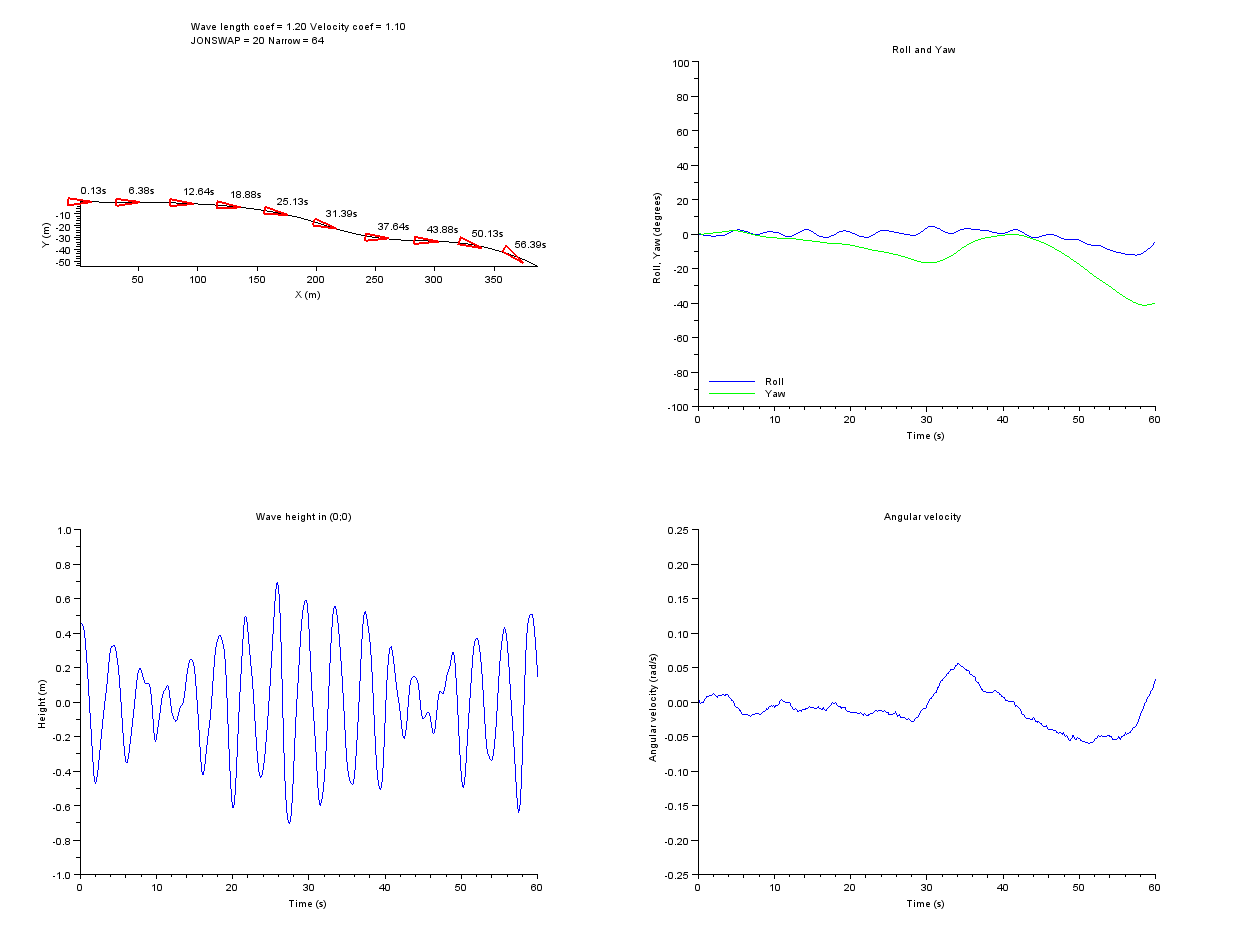 Wave length coef = 1.20 Velocity coef = 1.10
JONSWAP = 20 Narrow = 64
0.13s 6.38s 12.64s 18.88s 25.13s 31.39s 37.64s 43.88s 50.13s 56.39s
Y (m)
-10
-20
-30
-40
-50
50 100 150 200 250 300 350
X (m)
Roll and Yaw
Roll, Yaw (degrees)
100
80
60
40
20
0
-20
-40
-60
-80
-100
Roll
Yaw
0 10 20 30 40 50 60
Time (s)
Wave height in (0;0)
Height (m)
1.0
0.8
0.6
0.4
0.2
0.0
-0.2
-0.4
-0.6
-0.8
-1.0
0 10 20 30 40 50 60
Time (s)
Angular velocity
Angular velocity (rad/s)
0.25
0.20
0.15
0.10
0.05
0.00
-0.05
-0.10
-0.15
-0.20
-0.25
0 10 20 30 40 50 60
Time (s)